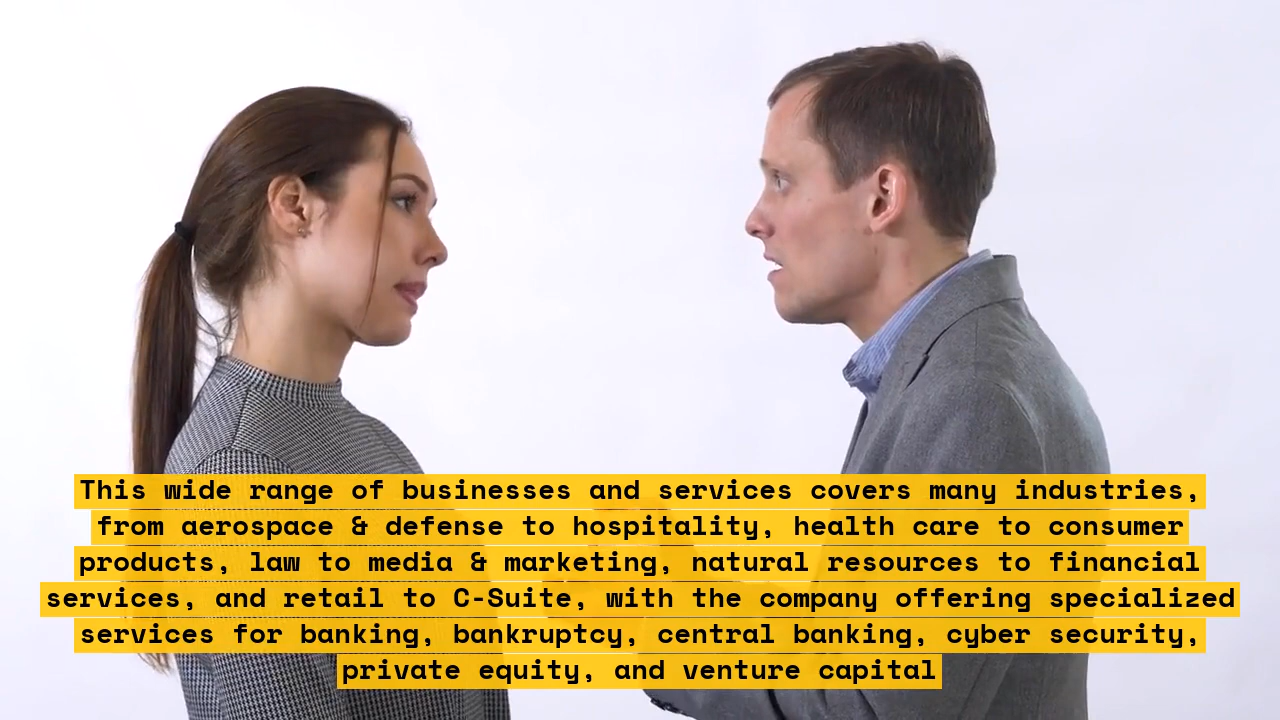 This wide range of businesses and services covers many industries,
from aerospace & defense to hospitality, health care to consumer
products, law to media & marketing, natural resources to financial
services, and retail to C-Suite, with the company offering specialized
services for banking, bankruptcy, central banking, cyber security,
private equity, and venture capital